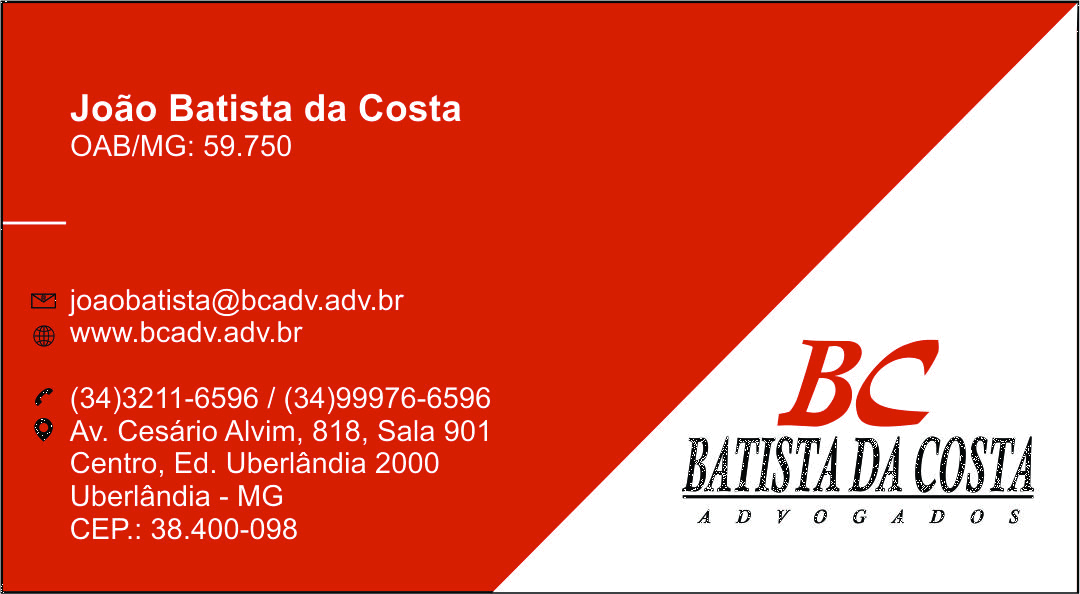 João Batista da Costa
OAB/MG: 59.750
joaobatista@bcadv.adv.br
www.bcadv.adv.br
(34)3211-6596 / (34)99976-6596
Av. Cesário Alvim, 818, Sala 901
Centro, Ed. Uberlândia 2000
Uberlândia - MG
CEP.: 38.400-098
BC
BATISTA DA COSTA
ADVOGADOS